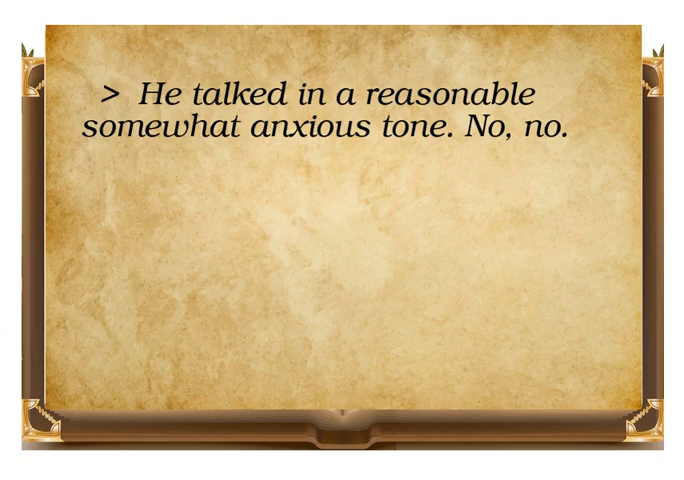 > He talked in a reasonable
somewhat anxious tone. No, no.